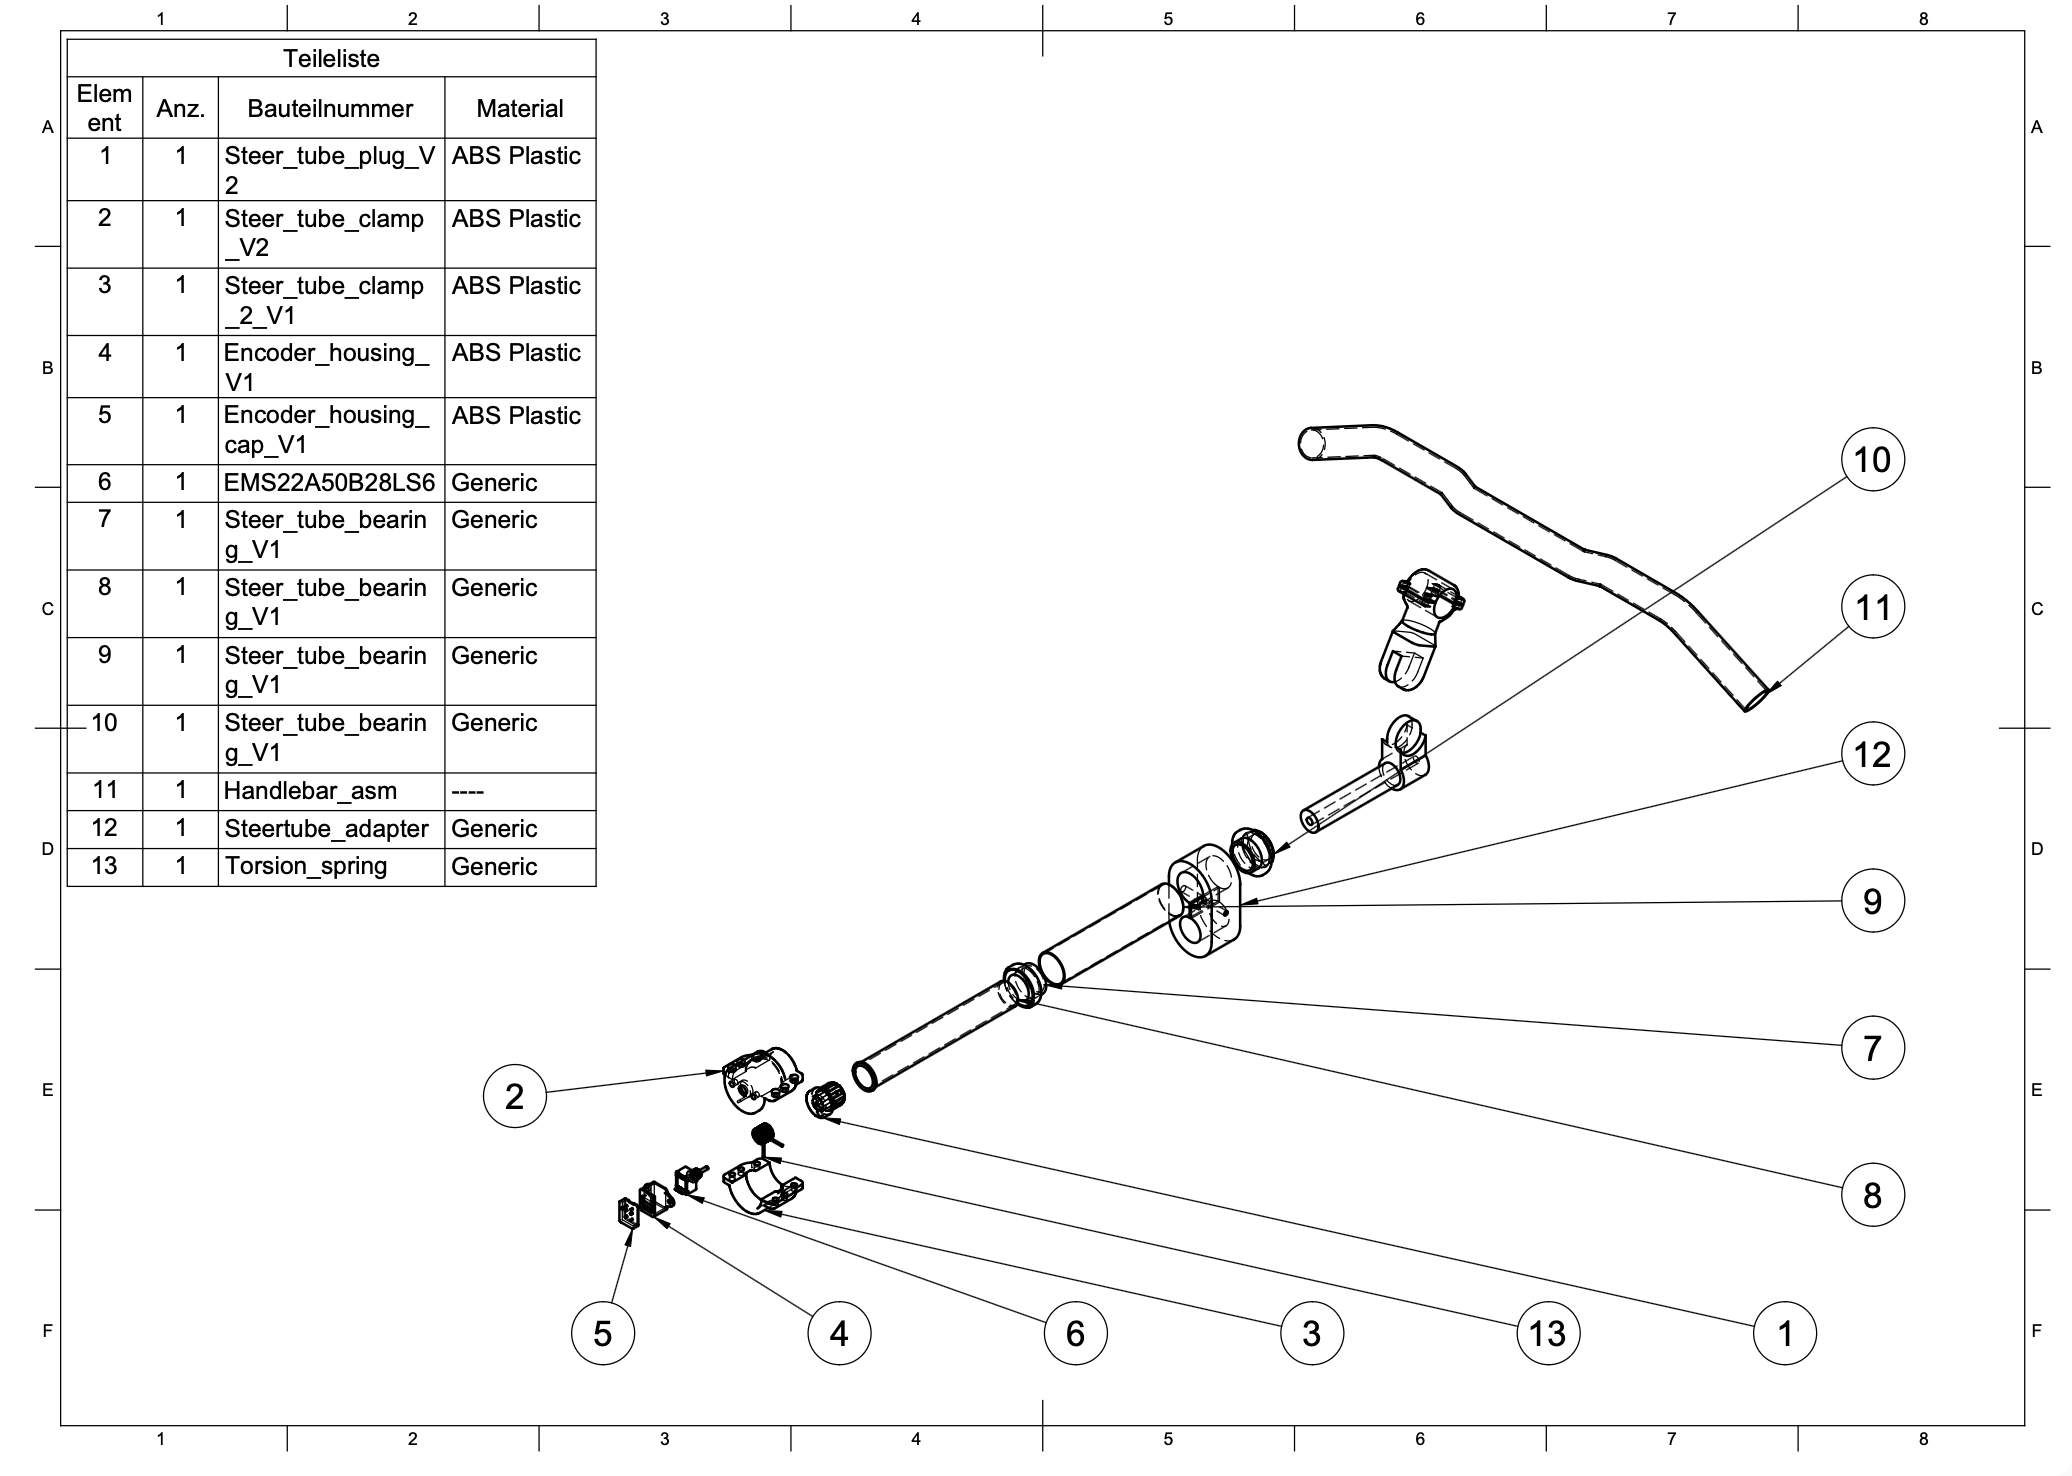 1 2 3 4 5 6 7 8
Teileliste
Elem
ent Anz. Bauteilnummer Material
A A
1 1 Steer_tube_plug_V ABS Plastic
2
2 1 Steer_tube_clamp ABS Plastic
_V2
3 1 Steer_tube_clamp ABS Plastic
_2_V1
4 1 Encoder_housing_ ABS Plastic
V1
B B
5 1 Encoder_housing_ ABS Plastic
cap_V1
6 1 EMS22A50B28LS6 Generic
7 1 Steer_tube_bearin Generic
g_V1
8 1 Steer_tube_bearin Generic
g_V1
C C
9 1 Steer_tube_bearin Generic
g_V1
10 1 Steer_tube_bearin Generic
g_V1
11 1 Handlebar_asm ----
12 1 Steertube_adapter Generic
D D
13 1 Torsion_spring Generic
10
11
12
9
7
2
E E
8
5 4 6 3 13 1
F F
1 2 3 4 5 6 7 8